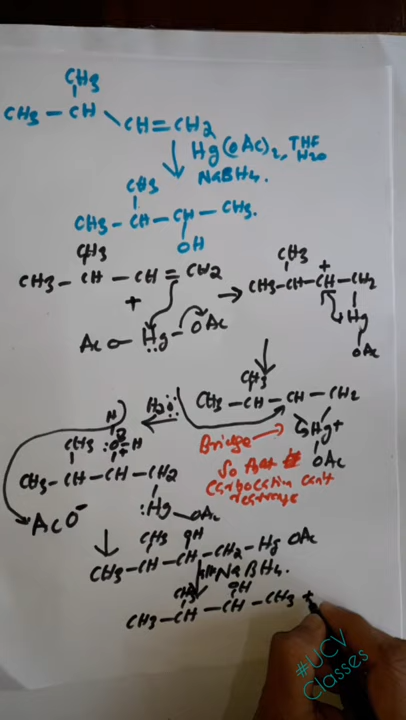 CH3
CH3 - CH
CH=CH2
Hg(OAc)2, THF
H2O
NaBH4.
CH3
CH3 - CH - CH - CH3.
OH
CH3
CH3 - CH - CH = CH2
+
AcO - Hg - OAc
CH3
+
CH3 - CH - CH - CH2
Hg
OAc
CH3
CH3 - CH - CH - CH2
Hg+
OAc
Bridge
So that
Carbocation can't
rearrange
H2O
H
CH3 :O - H
+
CH3 - CH - CH - CH2
:Hg - OAc
AcO-
CH3 OH
CH3 - CH - CH - CH2 - Hg OAc
NaBH4.
CH3 OH
CH3 - CH - CH - CH3 +
#UCV
Classes